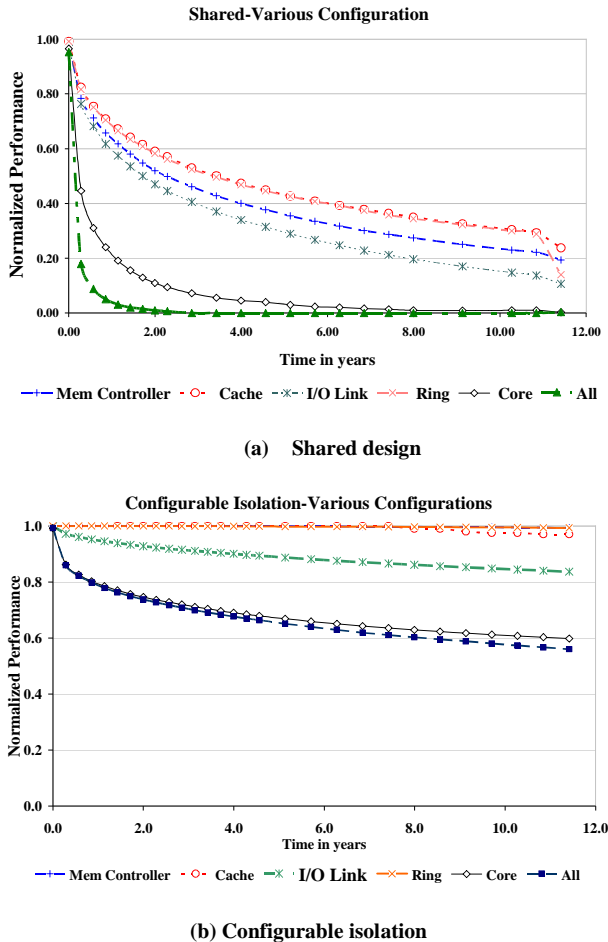 Shared-Various Configuration
1.00
0.80
0.60
0.40
0.20
0.00
Normalized Performance
0.00 2.00 4.00 6.00 8.00 10.00 12.00
Time in years
Mem Controller Cache I/O Link Ring Core All
(a) Shared design
Configurable Isolation-Various Configurations
1.0
0.8
0.6
0.4
0.2
0.0
Normalized Performance
0.0 2.0 4.0 6.0 8.0 10.0 12.0
Time in years
Mem Controller Cache I/O Link Ring Core All
(b) Configurable isolation